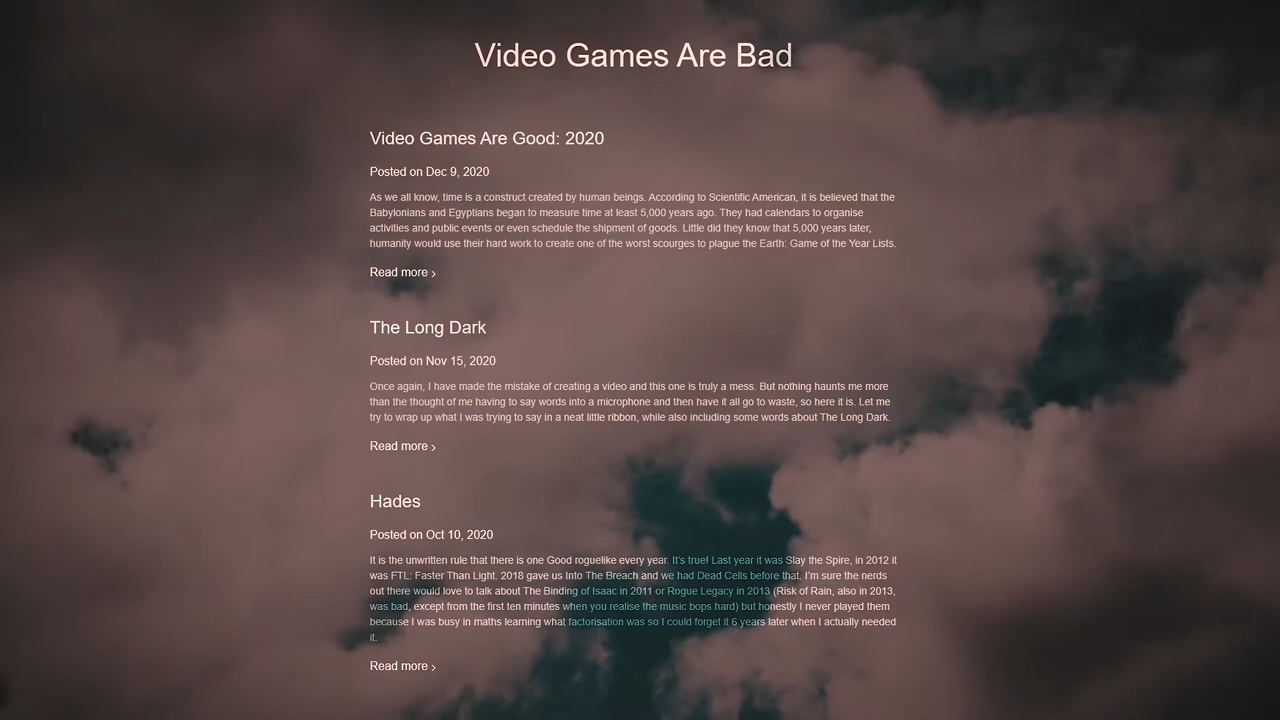 Video Games Are Bad
Video Games Are Good: 2020
Posted on Dec 9, 2020
As we all know, time is a construct created by human beings. According to Scientific American, it is believed that the
Babylonians and Egyptians began to measure time at least 5,000 years ago. They had calendars to organise
activities and public events or even schedule the shipment of goods. Little did they know that 5,000 years later,
humanity would use their hard work to create one of the worst scourges to plague the Earth: Game of the Year Lists.
Read more ›
The Long Dark
Posted on Nov 15, 2020
Once again, I have made the mistake of creating a video and this one is truly a mess. But nothing haunts me more
than the thought of me having to say words into a microphone and then have it all go to waste, so here it is. Let me
try to wrap up what I was trying to say in a neat little ribbon, while also including some words about The Long Dark.
Read more ›
Hades
Posted on Oct 10, 2020
It is the unwritten rule that there is one Good roguelike every year. It's true! Last year it was Slay the Spire, in 2012 it
was FTL: Faster Than Light. 2018 gave us Into The Breach and we had Dead Cells before that. I'm sure the nerds
out there would love to talk about The Binding of Isaac in 2011 or Rogue Legacy in 2013 (Risk of Rain, also in 2013,
was bad, except from the first ten minutes when you realise the music bops hard) but honestly I never played them
because I was busy in maths learning what factorisation was so I could forget it 6 years later when I actually needed
it.
Read more ›